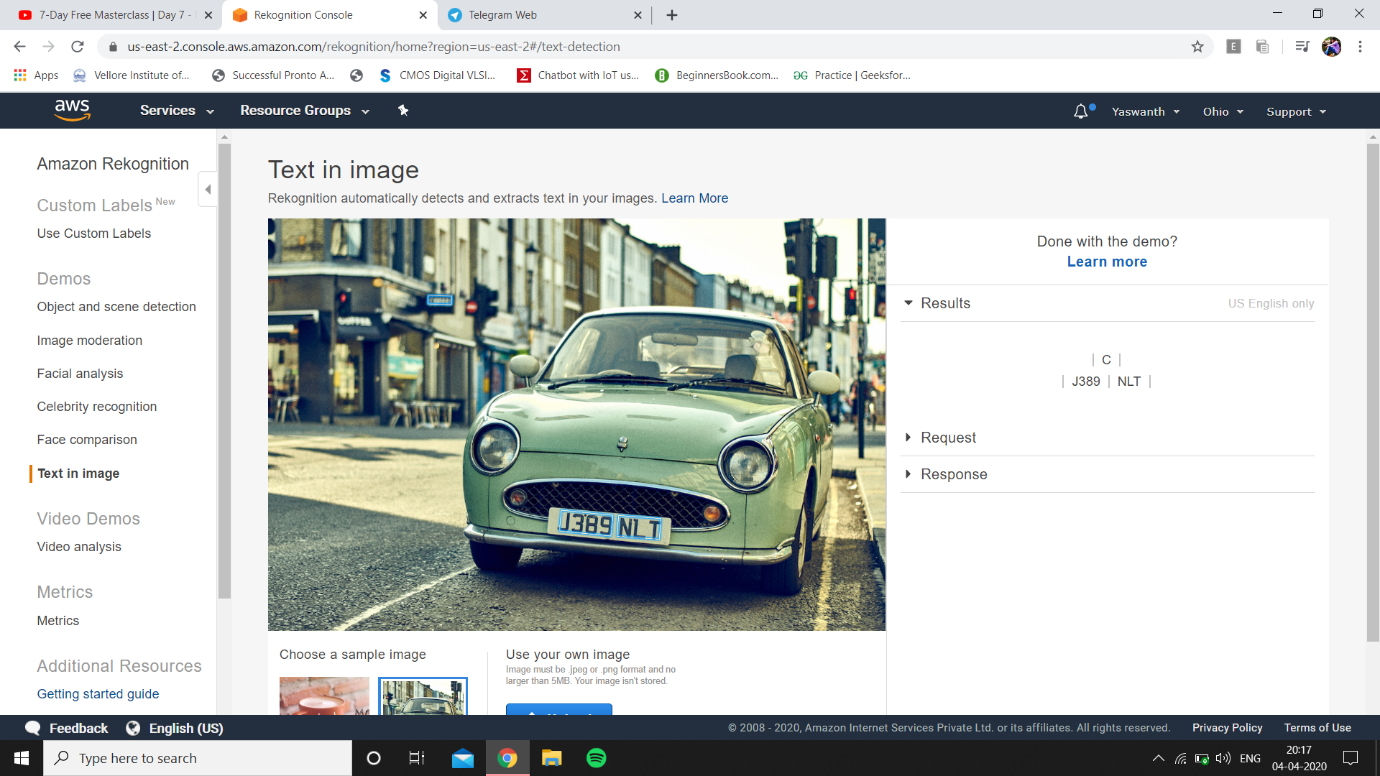 7-Day Free Masterclass | Day 7 -
Rekognition Console
Telegram Web
us-east-2.console.aws.amazon.com/rekognition/home?region=us-east-2#/text-detection
E
Apps
Vellore Institute of...
Successful Pronto A...
S CMOS Digital VLSI...
Σ Chatbot with IoT us...
B BeginnersBook.com...
Practice | Geeksfor...
aws
Services
Resource Groups
Yaswanth
Ohio
Support
Amazon Rekognition
Custom Labels New
Use Custom Labels
Demos
Object and scene detection
Image moderation
Facial analysis
Celebrity recognition
Face comparison
Text in image
Video Demos
Video analysis
Metrics
Metrics
Additional Resources
Getting started guide
Text in image
Rekognition automatically detects and extracts text in your images. Learn More
J389 NLT
Choose a sample image
Use your own image
Image must be .jpeg or .png format and no
larger than 5MB. Your image isn't stored.
Done with the demo?
Learn more
Results
US English only
| C |
| J389 | NLT |
Request
Response
Feedback
English (US)
© 2008 - 2020, Amazon Internet Services Private Ltd. or its affiliates. All rights reserved.
Privacy Policy
Terms of Use
Type here to search
ENG
20:17
04-04-2020